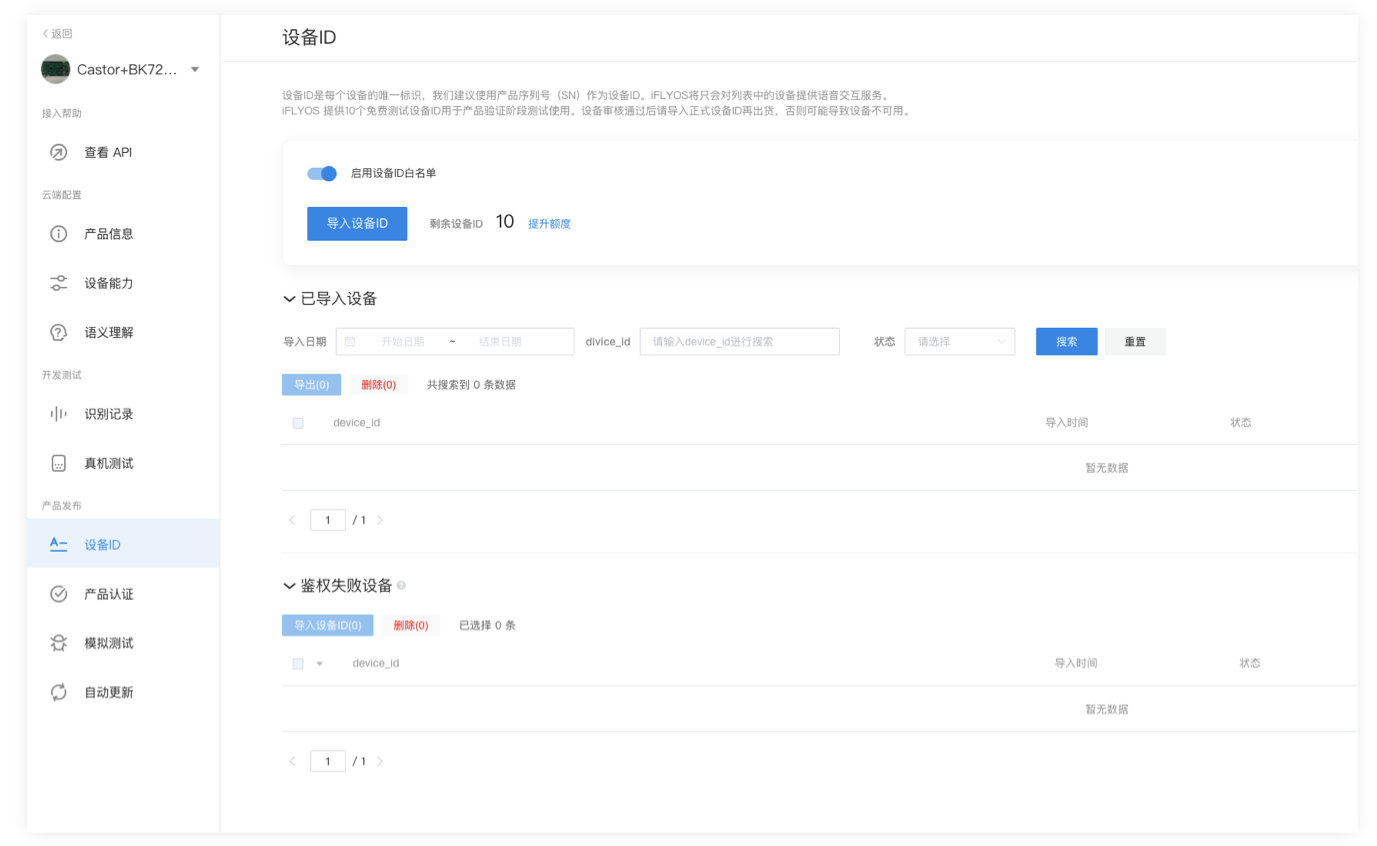 返回
Castor+BK72...
接入帮助
查看 API
云端配置
产品信息
设备能力
语义理解
开发测试
识别记录
真机测试
产品发布
设备ID
产品认证
模拟测试
自动更新
设备ID
设备ID是每个设备的唯一标识，我们建议使用产品序列号（SN）作为设备ID。iFLYOS将只会对列表中的设备提供语音交互服务。
iFLYOS 提供10个免费测试设备ID用于产品验证阶段测试使用。设备审核通过后请导入正式设备ID再出货，否则可能导致设备不可用。
启用设备ID白名单
导入设备ID 剩余设备ID 10 提升额度
已导入设备
导入日期 开始日期 ~ 结束日期 divice_id 请输入device_id进行搜索 状态 请选择 搜索 重置
导出(0) 删除(0) 共搜索到 0 条数据
device_id 导入时间 状态
暂无数据
1 / 1
鉴权失败设备 ?
导入设备ID(0) 删除(0) 已选择 0 条
device_id 导入时间 状态
暂无数据
1 / 1